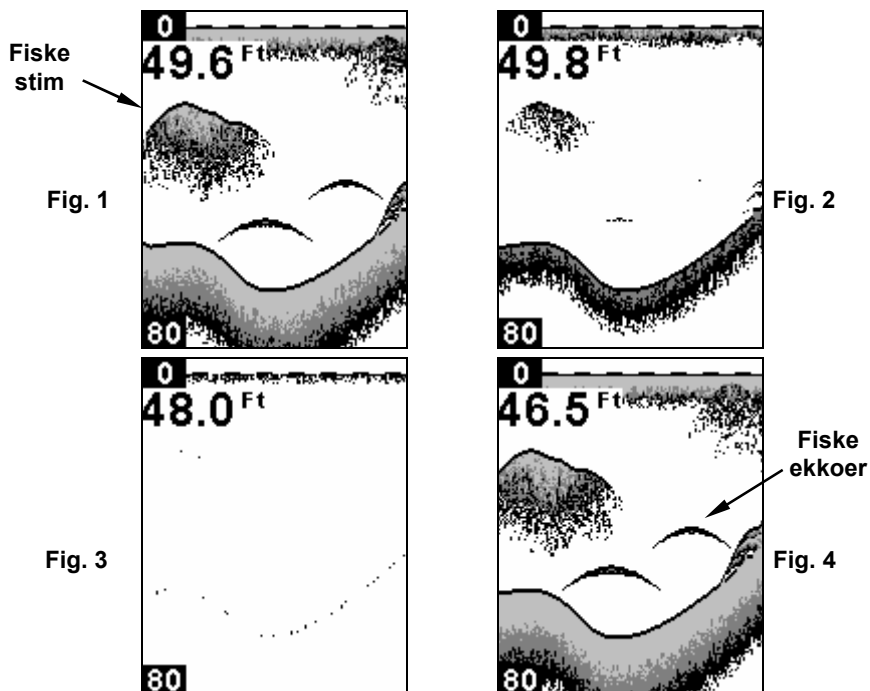 Fiske
stim
0
49.6 Ft
80
Fig. 1
0
49.8 Ft
80
Fig. 2
0
48.0 Ft
80
Fig. 3
0
46.5 Ft
80
Fiske
ekkoer
Fig. 4